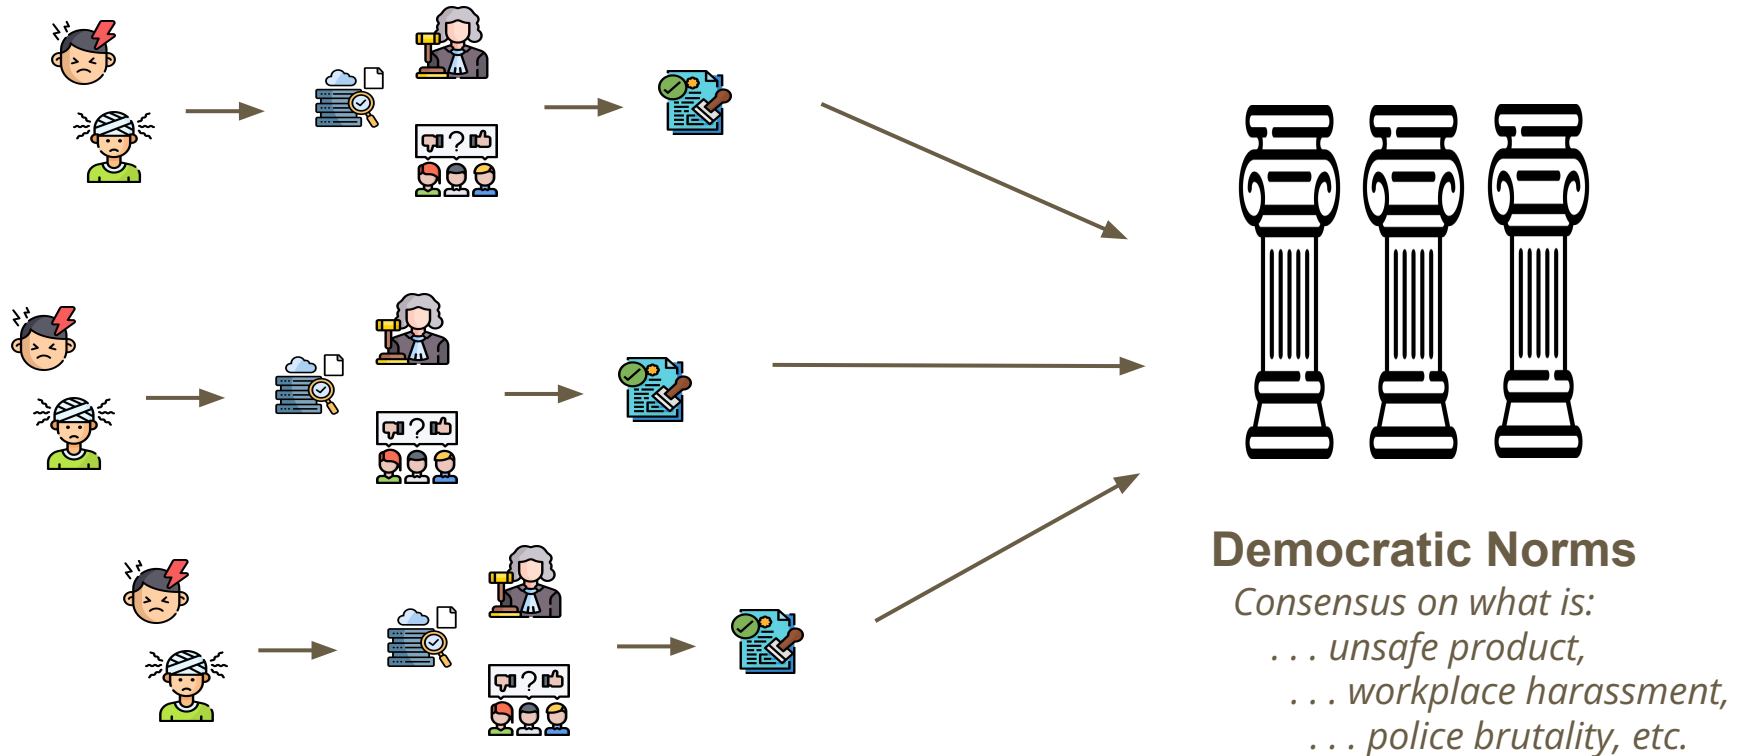 ?
?
?
Democratic Norms
Consensus on what is:
. . . unsafe product,
. . . workplace harassment,
. . . police brutality, etc.